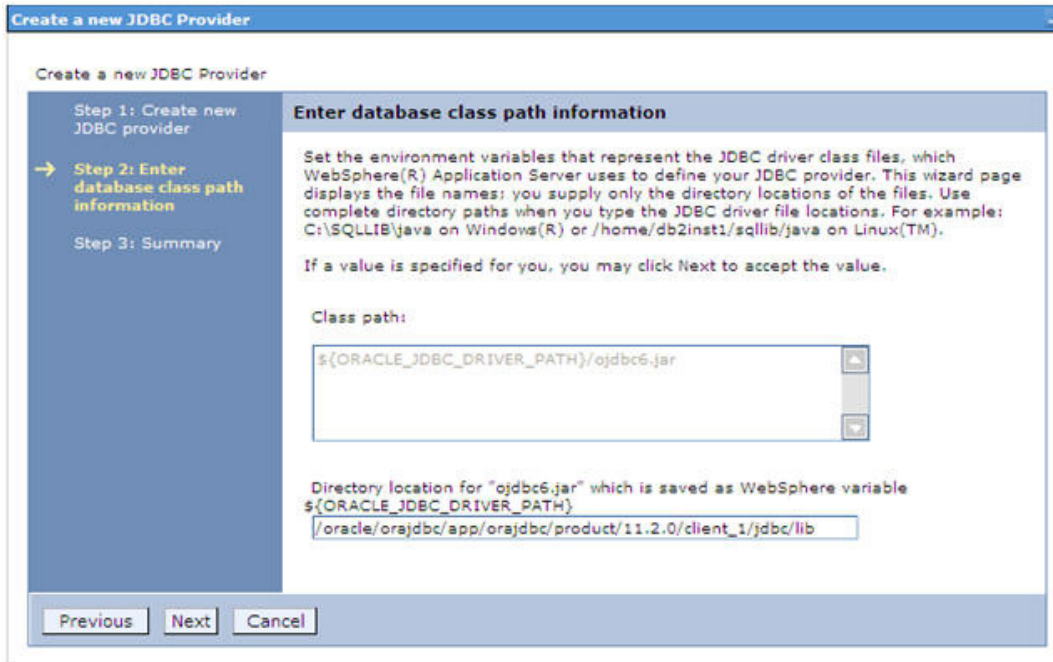 Create a new JDBC Provider
Create a new JDBC Provider
Step 1: Create new
JDBC provider
Step 2: Enter
database class path
information
Step 3: Summary
Enter database class path information
Set the environment variables that represent the JDBC driver class files, which
WebSphere(R) Application Server uses to define your JDBC provider. This wizard page
displays the file names; you supply only the directory locations of the files. Use
complete directory paths when you type the JDBC driver file locations. For example:
C:\SQLLIB\java on Windows(R) or /home/db2inst1/sqllib/java on Linux(TM).
If a value is specified for you, you may click Next to accept the value.
Class path:
${ORACLE_JDBC_DRIVER_PATH}/ojdbc6.jar
Directory location for "ojdbc6.jar" which is saved as WebSphere variable
${ORACLE_JDBC_DRIVER_PATH}
/oracle/orajdbc/app/orajdbc/product/11.2.0/client_1/jdbc/lib
Previous Next Cancel